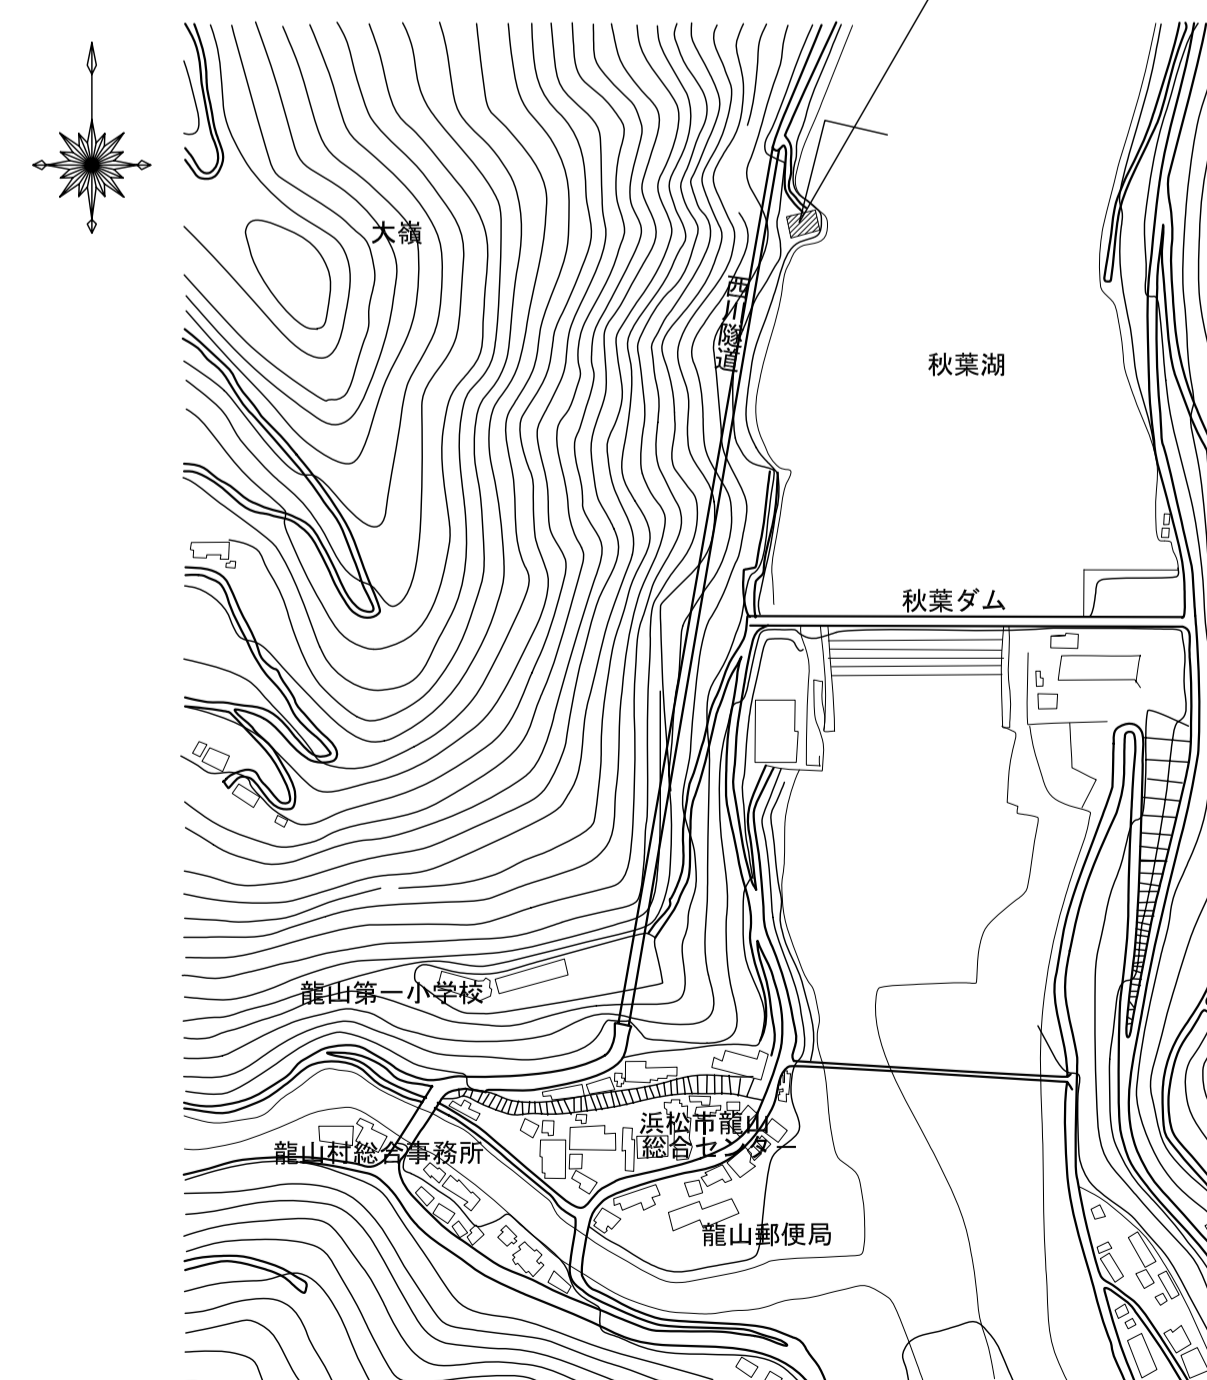 大嶺
西川隧道
秋葉湖
秋葉ダム
龍山第一小学校
浜松市龍山
総合センター
龍山村総合事務所
龍山郵便局